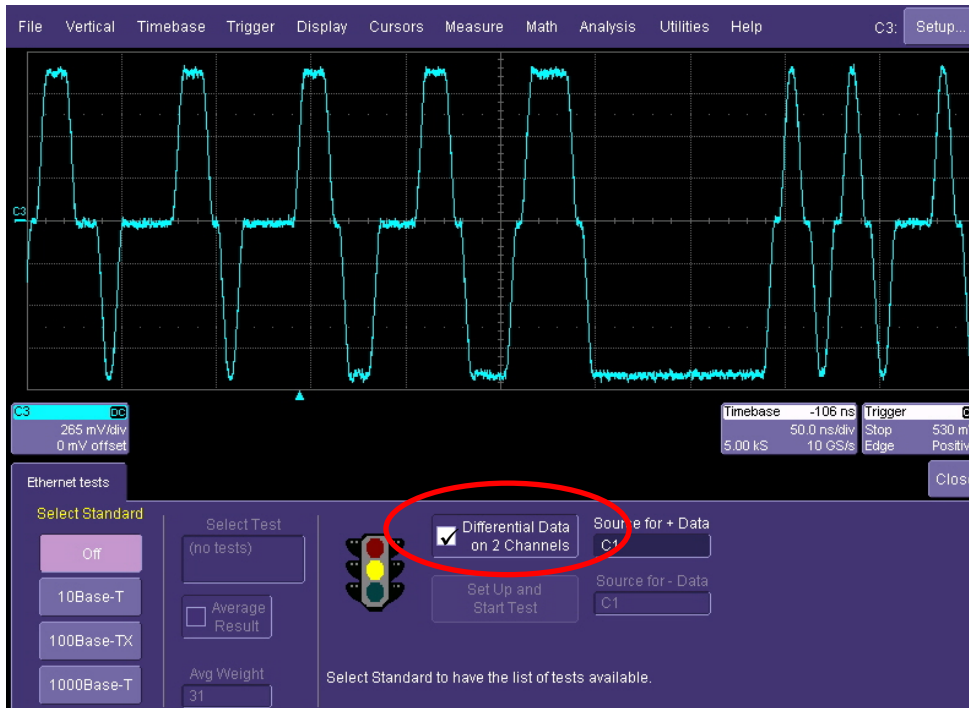 File Vertical Timebase Trigger Display Cursors Measure Math Analysis Utilities Help C3: Setup...
C3
C3 DC
265 mV/div
0 mV offset
Timebase -106 ns
50.0 ns/div
5.00 kS 10 GS/s
Trigger
Stop 530
Edge
Ethernet tests
Select Standard
Off
10Base-T
100Base-TX
1000Base-T
Select Test
(no tests)
Average
Result
Avg Weight
31
Differential Data
on 2 Channels
Set Up and
Start Test
Source for + Data
C1
Source for - Data
C1
Select Standard to have the list of tests available.